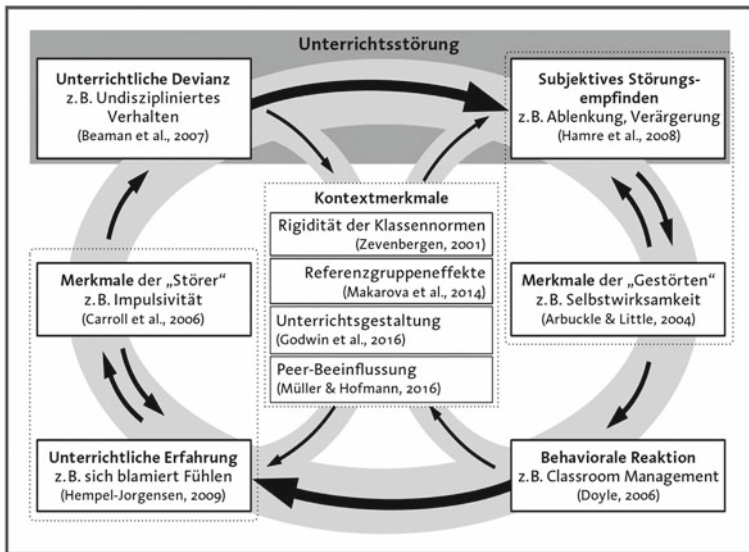 Unterrichtsstörung
Unterrichtliche Devianz
z.B. Undiszipliniertes
Verhalten
(Beaman et al., 2007)
Subjektives Störungs-
empfinden
z.B. Ablenkung, Verärgerung
(Hamre et al., 2008)
Kontextmerkmale
Rigidität der Klassennormen
(Zevenbergen, 2001)
Referenzgruppeneffekte
(Makarova et al., 2014)
Unterrichtsgestaltung
(Godwin et al., 2016)
Peer-Beeinflussung
(Müller & Hofmann, 2016)
Merkmale der „Störer“
z.B. Impulsivität
(Carroll et al., 2006)
Merkmale der „Gestörten“
z.B. Selbstwirksamkeit
(Arbuckle & Little, 2004)
Unterrichtliche Erfahrung
z.B. sich blamiert Fühlen
(Hempel-Jorgensen, 2009)
Behaviorale Reaktion
z.B. Classroom Management
(Doyle, 2006)